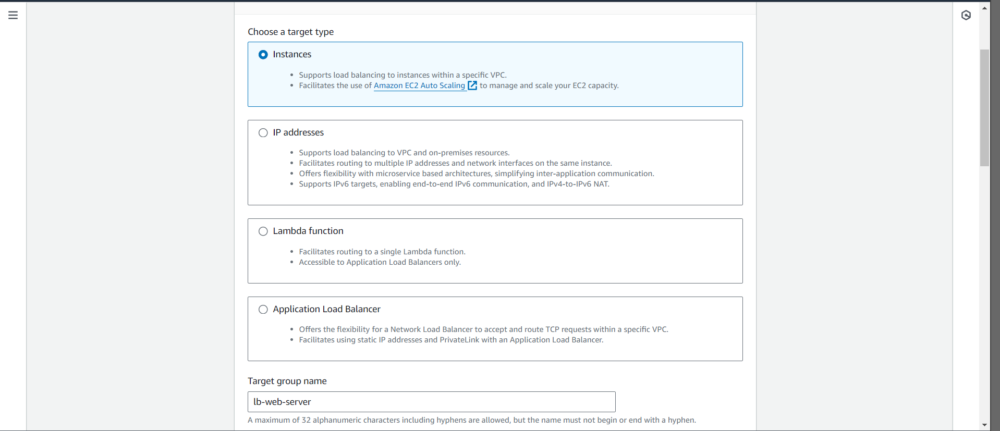 Choose a target type
Instances
• Supports load balancing to instances within a specific VPC.
• Facilitates the use of Amazon EC2 Auto Scaling to manage and scale your EC2 capacity.
IP addresses
• Supports load balancing to VPC and on-premises resources.
• Facilitates routing to multiple IP addresses and network interfaces on the same instance.
• Offers flexibility with microservice based architectures, simplifying inter-application communication.
• Supports IPv6 targets, enabling end-to-end IPv6 communication, and IPv4-to-IPv6 NAT.
Lambda function
• Facilitates routing to a single Lambda function.
• Accessible to Application Load Balancers only.
Application Load Balancer
• Offers the flexibility for a Network Load Balancer to accept and route TCP requests within a specific VPC.
• Facilitates using static IP addresses and PrivateLink with an Application Load Balancer.
Target group name
lb-web-server
A maximum of 32 alphanumeric characters including hyphens are allowed, but the name must not begin or end with a hyphen.